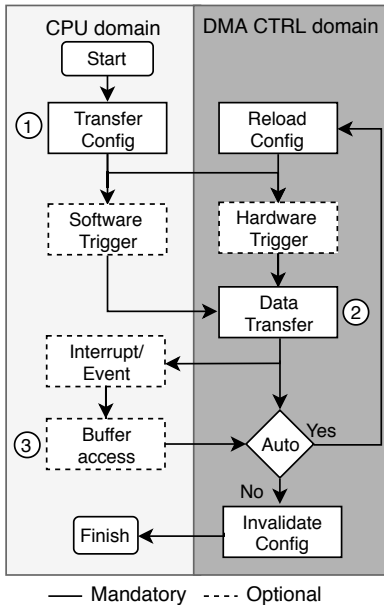 CPU domain
DMA CTRL domain
Start
1
Transfer
Config
Reload
Config
Software
Trigger
Hardware
Trigger
Data
Transfer
2
Interrupt/
Event
3
Buffer
access
Auto
Yes
No
Finish
Invalidate
Config
Mandatory
Optional